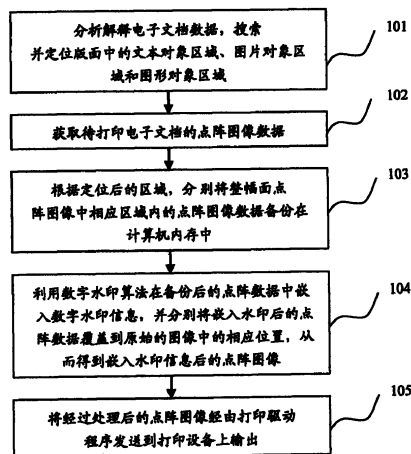 分析解释电子文档数据，搜索
并定位版面中的文本对象区域、图片对象区
域和图形对象区域
101
获取待打印电子文档的点阵图像数据
102
根据定位后的区域，分别将整幅面点
阵图像中相应区域内的点阵图像数据备份在
计算机内存中
103
利用数字水印算法在备份后的点阵数据中嵌
入数字水印信息，并分别将嵌入水印后的点
阵数据覆盖到原始的图像中的相应位置，从
而得到嵌入水印信息后的点阵图像
104
将经过处理后的点阵图像经由打印驱动
程序发送到打印设备上输出
105